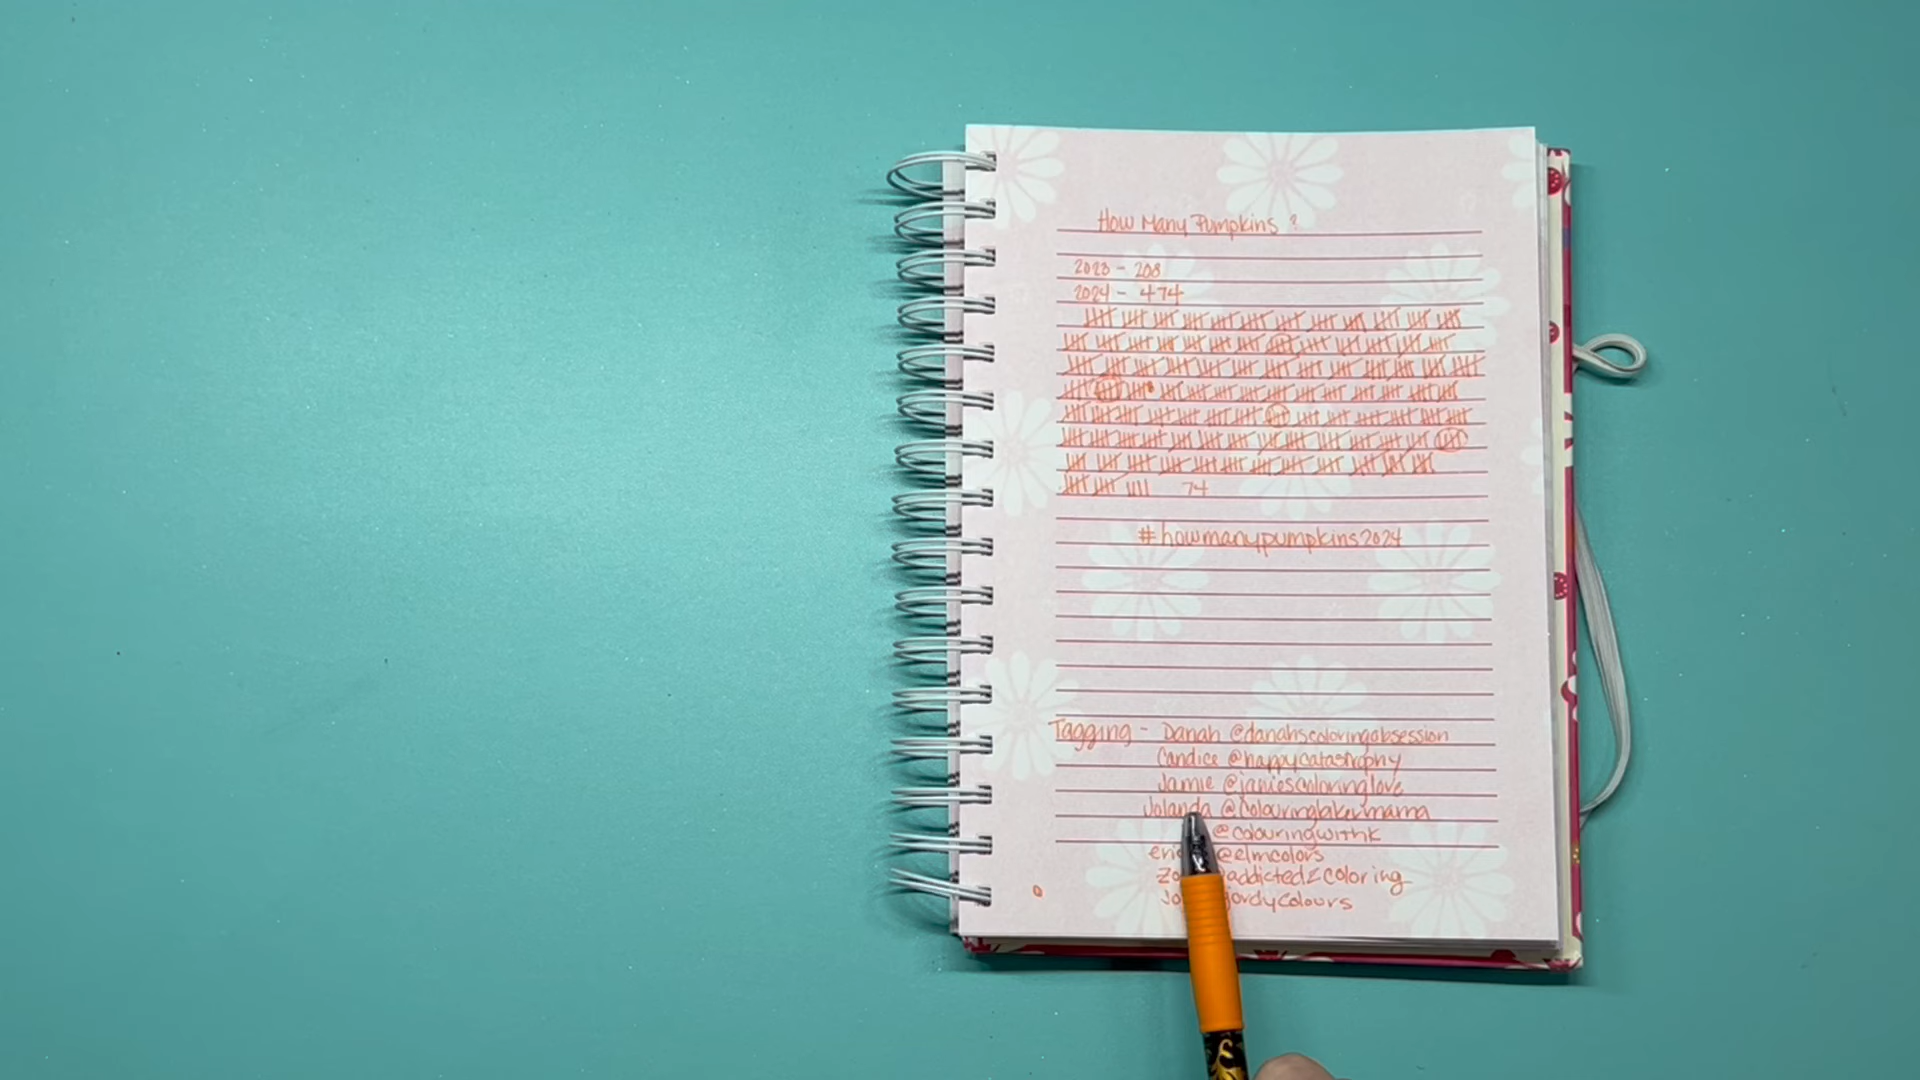 How Many Pumpkins ?
2023 - 208
2024 - 474
74
#howmanypumpkins2024
Tagging - Danah @danahscoloringobsession
Candice @happycatastrophy
Jamie @jamiescoloringlove
Jolanda @Colouringbakermama
@colouringwithk
@elmcolors
@addicted2coloring
jordycolours